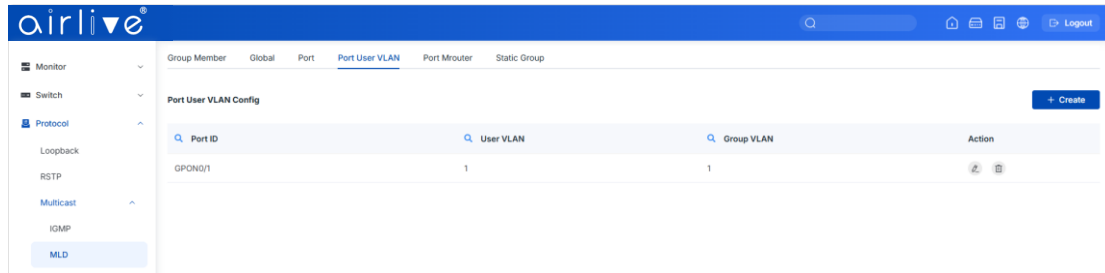 airlive®
Logout
Monitor
Switch
Protocol
Loopback
RSTP
Multicast
IGMP
MLD
Group Member Global Port Port User VLAN Port Mrouter Static Group
Port User VLAN Config
+ Create
Port ID User VLAN Group VLAN Action
GPON0/1 1 1